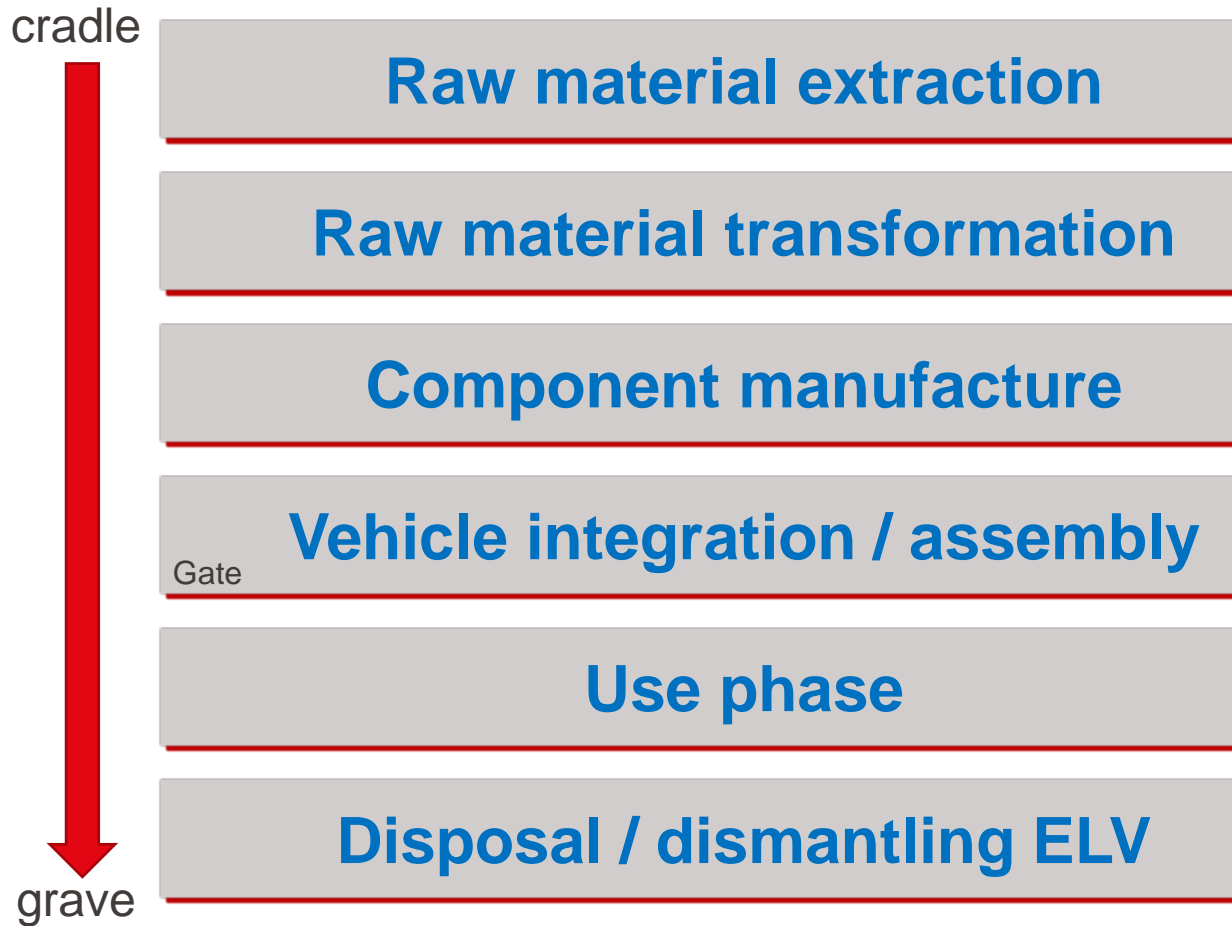 cradle
Raw material extraction
Raw material transformation
Component manufacture
Vehicle integration / assembly
Gate
Use phase
Disposal / dismantling ELV
grave